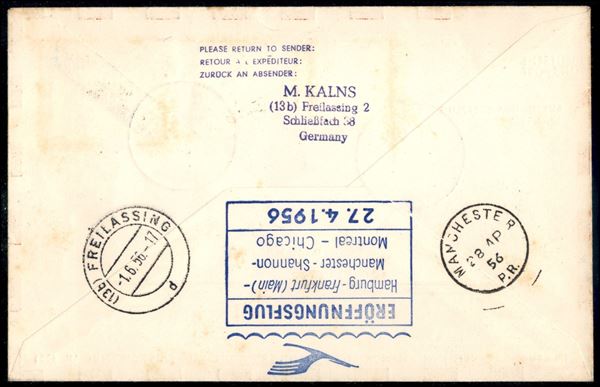 PLEASE RETURN TO SENDER:
RETOUR A L EXPÉDITEUR:
ZURÜCK AN ABSENDER:
M. KALNS
(13b) Freilassing 2
Schließfach 38
Germany
(13b) FREILASSING
-1.6.56.-17
d
ERÖFFNUNGSFLUG
Hamburg - Frankfurt (Main) -
Manchester - Shannon -
Montreal - Chicago
27.4.1956
MANCHESTER
28 AP
56
P.R.